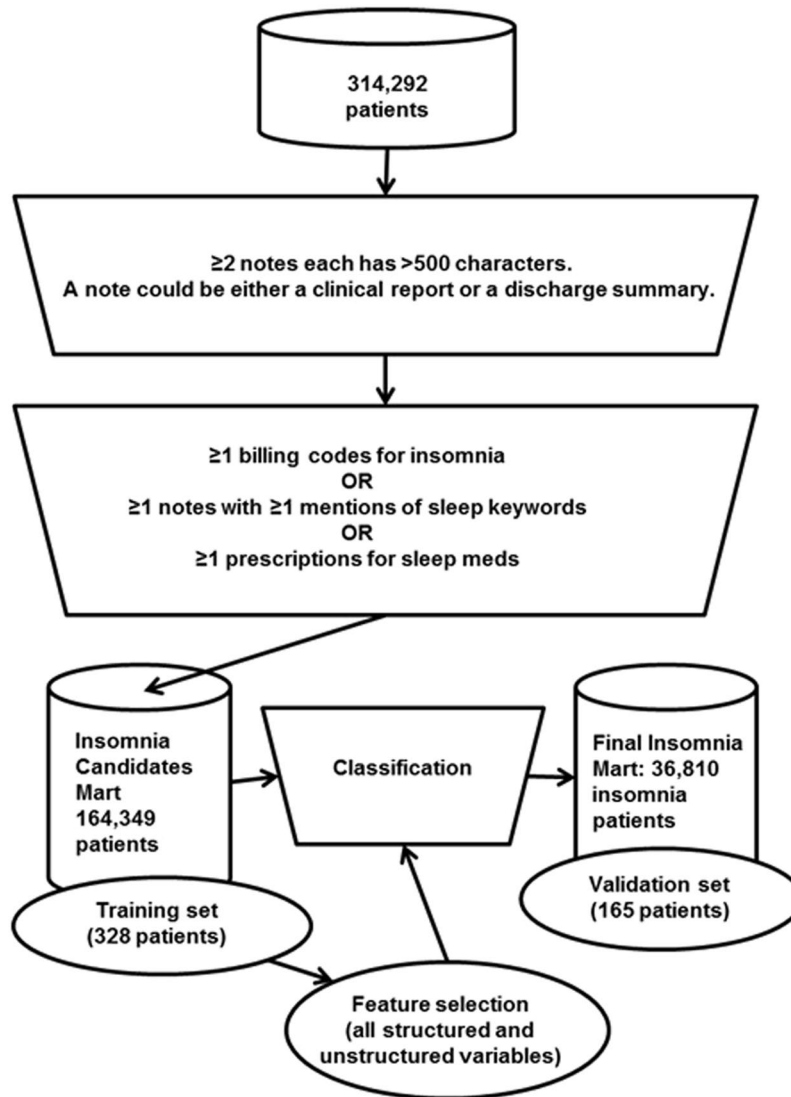 314,292
patients
≥2 notes each has >500 characters.
A note could be either a clinical report or a discharge summary.
≥1 billing codes for insomnia
OR
≥1 notes with ≥1 mentions of sleep keywords
OR
≥1 prescriptions for sleep meds
Insomnia
Candidates
Mart
164,349
patients
Training set
(328 patients)
Classification
Final Insomnia
Mart: 36,810
insomnia
patients
Validation set
(165 patients)
Feature selection
(all structured and
unstructured variables)